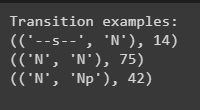 Transition examples:
(('--s--', 'N'), 14)
(('N', 'N'), 75)
(('N', 'Np'), 42)